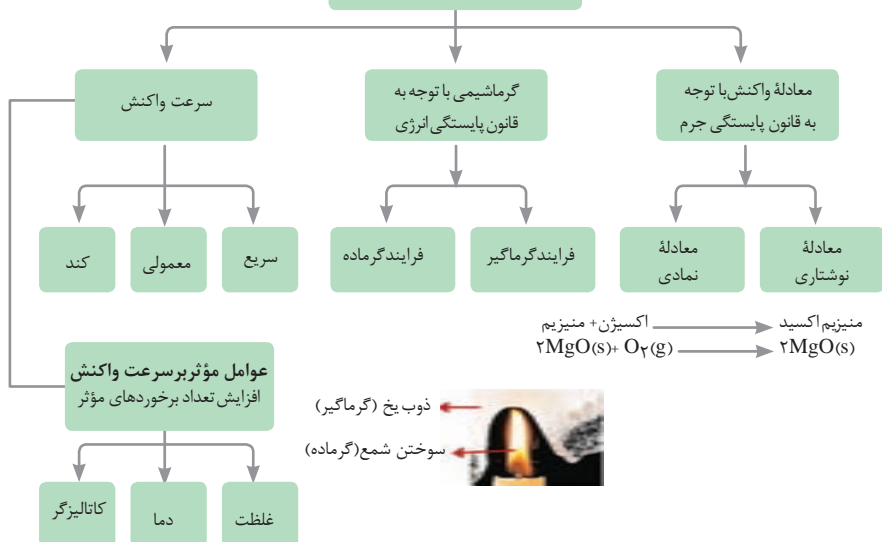 معادلهٔ واکنش با توجه
به قانون پایستگی جرم
گرماشیمی با توجه به
قانون پایستگی انرژی
سرعت واکنش
معادلهٔ
نوشتاری
معادلهٔ
نمادی
فرایند گرماگیر
فرایند گرماده
سریع
معمولی
کند
اکسیژن + منیزیم ⟶ منیزیم اکسید
۲MgO(s)+ O۲(g) ⟶ ۲MgO(s)
عوامل مؤثر بر سرعت واکنش
افزایش تعداد برخوردهای مؤثر
ذوب یخ (گرماگیر)
سوختن شمع (گرماده)
غلظت
دما
کاتالیزگر